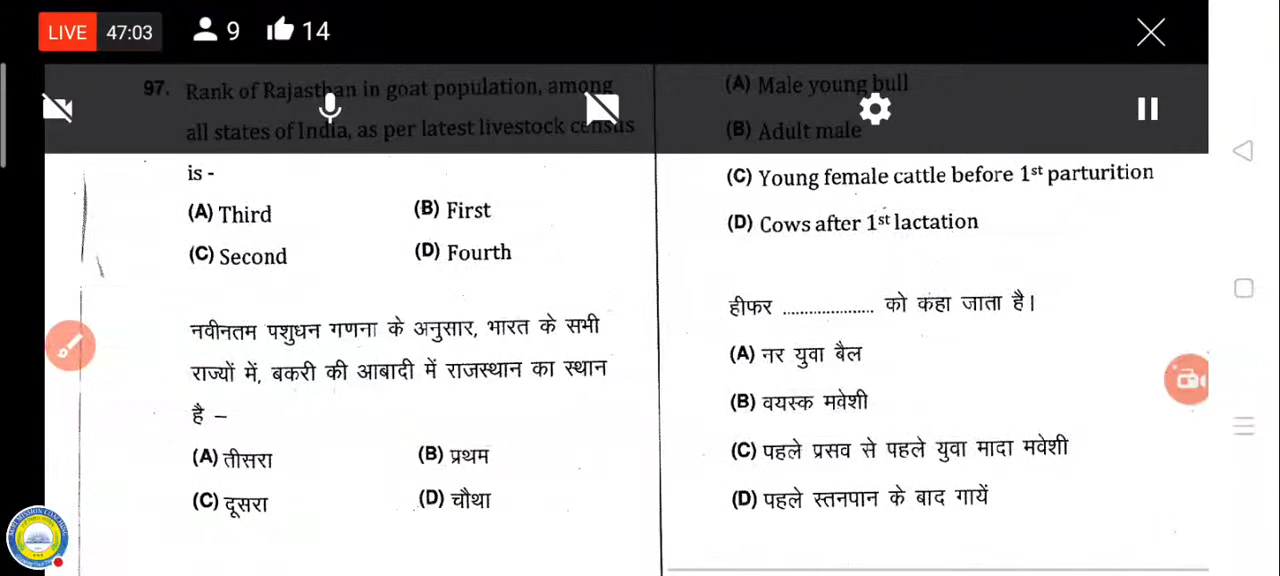 LIVE 47:03 9 14
97. Rank of Rajasthan in goat population, among
all states of India, as per latest livestock census
is -
(A) Third (B) First
(C) Second (D) Fourth
नवीनतम पशुधन गणना के अनुसार, भारत के सभी
राज्यों में, बकरी की आबादी में राजस्थान का स्थान
है –
(A) तीसरा (B) प्रथम
(C) दूसरा (D) चौथा
(A) Male young bull
(B) Adult male
(C) Young female cattle before 1st parturition
(D) Cows after 1st lactation
हीफर ..................... को कहा जाता है।
(A) नर युवा बैल
(B) वयस्क मवेशी
(C) पहले प्रसव से पहले युवा मादा मवेशी
(D) पहले स्तनपान के बाद गायें